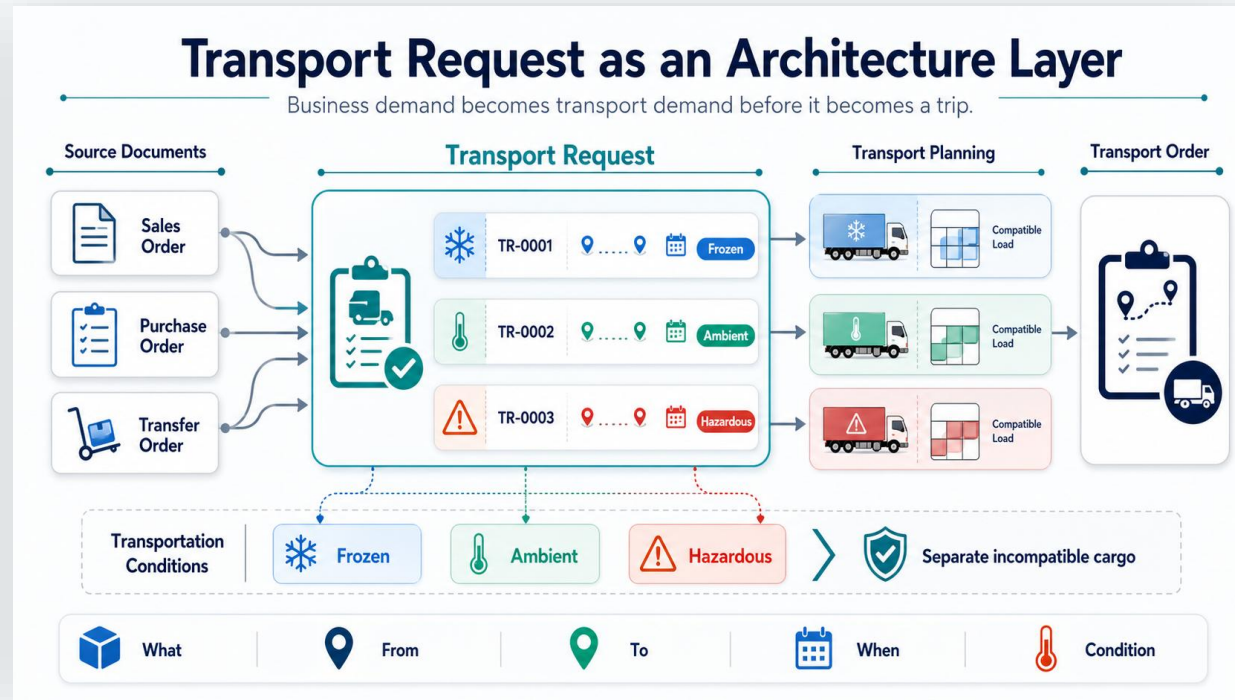 Transport Request as an Architecture Layer
Business demand becomes transport demand before it becomes a trip.
Source Documents
Transport Request
Transport Planning
Transport Order
Sales
Order
Purchase
Order
Transfer
Order
TR-0001
Frozen
TR-0002
Ambient
TR-0003
Hazardous
Compatible
Load
Compatible
Load
Compatible
Load
Transportation
Conditions
Frozen
Ambient
Hazardous
Separate incompatible cargo
What
From
To
When
Condition